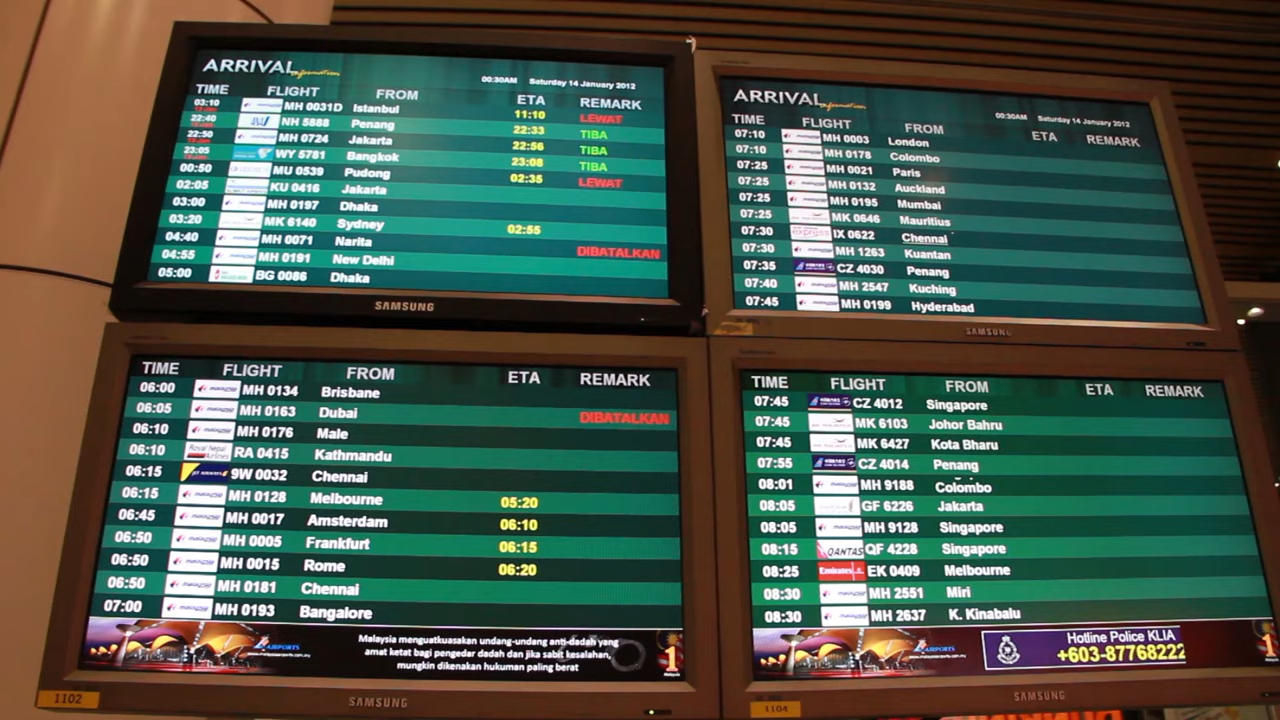 ARRIVAL information 00:30AM Saturday 14 January 2012
TIME FLIGHT FROM ETA REMARK
03:10 MH 0031D Istanbul 11:10 LEWAT
22:40 NH 5888 Penang 22:33 TIBA
22:50 MH 0724 Jakarta 22:56 TIBA
23:05 WY 5781 Bangkok 23:08 TIBA
00:50 MU 0539 Pudong 02:35 LEWAT
02:05 KU 0416 Jakarta
03:00 MH 0197 Dhaka
03:20 MK 6140 Sydney 02:55
04:40 MH 0071 Narita DIBATALKAN
04:55 MH 0191 New Delhi
05:00 BG 0086 Dhaka
SAMSUNG
ARRIVAL information 00:30AM Saturday 14 January 2012
TIME FLIGHT FROM ETA REMARK
07:10 MH 0003 London
07:10 MH 0178 Colombo
07:25 MH 0021 Paris
07:25 MH 0132 Auckland
07:25 MH 0195 Mumbai
07:25 MK 0646 Mauritius
07:30 express IX 0622 Chennai
07:30 MH 1263 Kuantan
07:35 CZ 4030 Penang
07:40 MH 2547 Kuching
07:45 MH 0199 Hyderabad
SAMSUNG
TIME FLIGHT FROM ETA REMARK
06:00 MH 0134 Brisbane
06:05 MH 0163 Dubai DIBATALKAN
06:10 MH 0176 Male
06:10 Royal Nepal Airlines RA 0415 Kathmandu
06:15 JET AIRWAYS 9W 0032 Chennai
06:15 MH 0128 Melbourne 05:20
06:45 MH 0017 Amsterdam 06:10
06:50 MH 0005 Frankfurt 06:15
06:50 MH 0015 Rome 06:20
06:50 MH 0181 Chennai
07:00 MH 0193 Bangalore
AIRPORTS
Malaysia menguatkuasakan undang-undang anti-dadah yang
amat ketat bagi pengedar dadah dan jika sabit kesalahan,
mungkin dikenakan hukuman paling berat
1
1102
SAMSUNG
TIME FLIGHT FROM ETA REMARK
07:45 CZ 4012 Singapore
07:45 MK 6103 Johor Bahru
07:45 MK 6427 Kota Bharu
07:55 CZ 4014 Penang
08:01 MH 9188 Colombo
08:05 GF 6226 Jakarta
08:05 MH 9128 Singapore
08:15 QANTAS QF 4228 Singapore
08:25 Emirates EK 0409 Melbourne
08:30 MH 2551 Miri
08:30 MH 2637 K. Kinabalu
AIRPORTS
Hotline Police KLIA
+603-87768222
1
1104
SAMSUNG